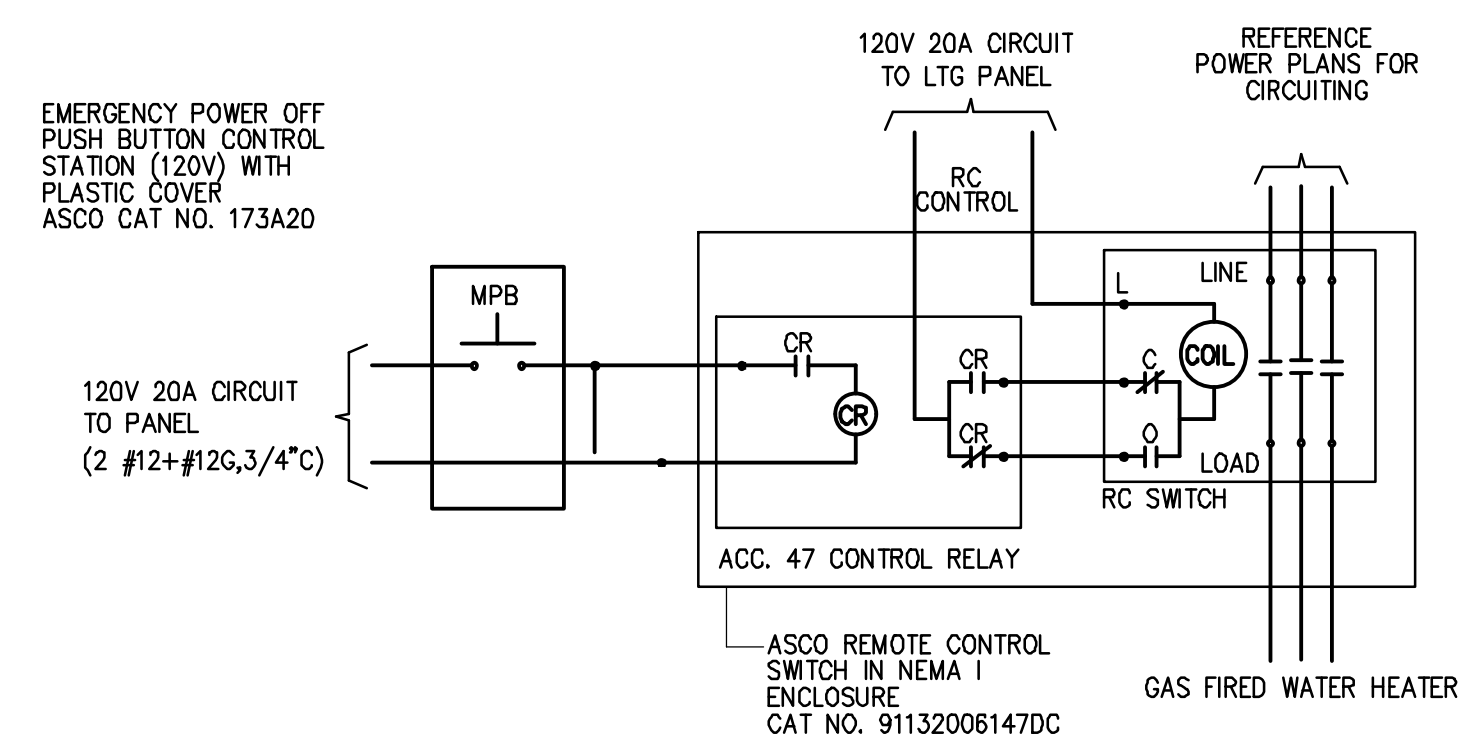 120V 20A CIRCUIT
TO LTG PANEL
REFERENCE
POWER PLANS FOR
CIRCUITING
EMERGENCY POWER OFF
PUSH BUTTON CONTROL
STATION (120V) WITH
PLASTIC COVER
ASCO CAT NO. 173A20
RC
CONTROL
MPB
L
LINE
CR
CR
C
COIL
120V 20A CIRCUIT
TO PANEL
(2 #12+#12G,3/4"C)
CR
CR
O
LOAD
RC SWITCH
ACC. 47 CONTROL RELAY
ASCO REMOTE CONTROL
SWITCH IN NEMA I
ENCLOSURE
CAT NO. 91132006147DC
GAS FIRED WATER HEATER